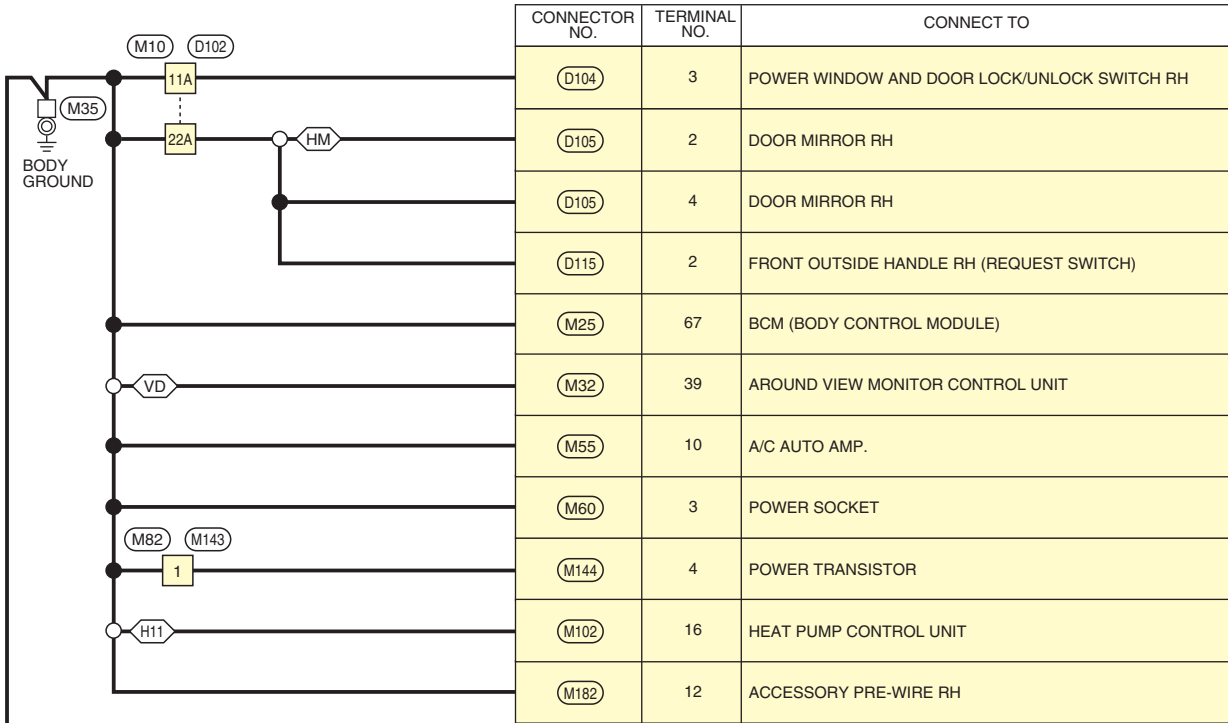 CONNECTOR NO. TERMINAL NO. CONNECT TO
M10 D102
11A D104 3 POWER WINDOW AND DOOR LOCK/UNLOCK SWITCH RH
M35
BODY GROUND
22A HM D105 2 DOOR MIRROR RH
D105 4 DOOR MIRROR RH
D115 2 FRONT OUTSIDE HANDLE RH (REQUEST SWITCH)
M25 67 BCM (BODY CONTROL MODULE)
VD M32 39 AROUND VIEW MONITOR CONTROL UNIT
M55 10 A/C AUTO AMP.
M60 3 POWER SOCKET
M82 M143
1 M144 4 POWER TRANSISTOR
H11 M102 16 HEAT PUMP CONTROL UNIT
M182 12 ACCESSORY PRE-WIRE RH